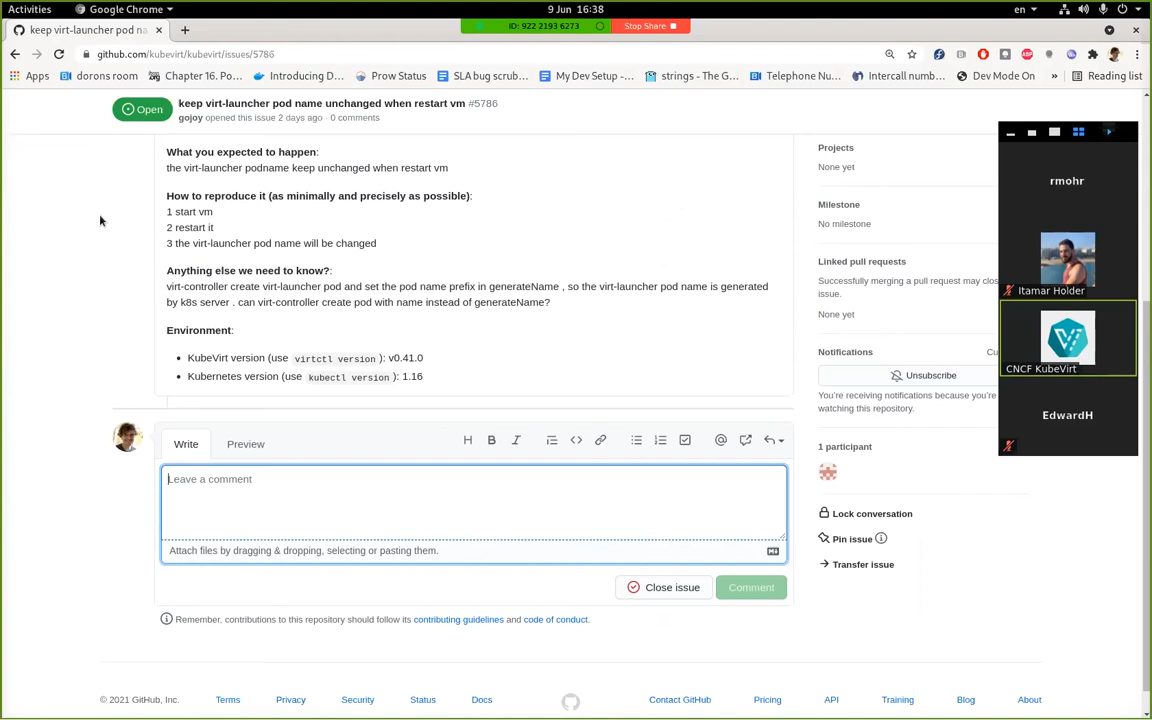 Activities
Google Chrome
9 Jun 16:38
en
keep virt-launcher pod na
ID: 922 2193 6273
Stop Share
github.com/kubevirt/kubevirt/issues/5786
Apps
dorons room
Chapter 16. Po...
Introducing D...
Prow Status
SLA bug scrub...
My Dev Setup -...
strings - The G...
Telephone Nu...
Intercall numb...
Dev Mode On
»
Reading list
Open
keep virt-launcher pod name unchanged when restart vm #5786
gojoy opened this issue 2 days ago · 0 comments
What you expected to happen:
the virt-launcher podname keep unchanged when restart vm
How to reproduce it (as minimally and precisely as possible):
1 start vm
2 restart it
3 the virt-launcher pod name will be changed
Anything else we need to know?:
virt-controller create virt-launcher pod and set the pod name prefix in generateName , so the virt-launcher pod name is generated
by k8s server . can virt-controller create pod with name instead of generateName?
Environment:
KubeVirt version (use virtctl version ): v0.41.0
Kubernetes version (use kubectl version ): 1.16
Write
Preview
Leave a comment
Attach files by dragging & dropping, selecting or pasting them.
Close issue
Comment
Remember, contributions to this repository should follow its contributing guidelines and code of conduct.
Projects
None yet
Milestone
No milestone
Linked pull requests
Successfully merging a pull request may clos
issue.
None yet
Notifications
Cu
Unsubscribe
You're receiving notifications because you're
watching this repository.
1 participant
Lock conversation
Pin issue
Transfer issue
rmohr
Itamar Holder
CNCF KubeVirt
EdwardH
© 2021 GitHub, Inc.
Terms
Privacy
Security
Status
Docs
Contact GitHub
Pricing
API
Training
Blog
About